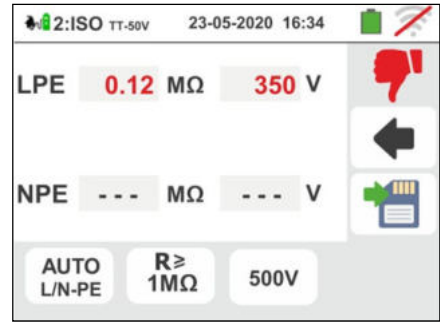 2:ISO TT-50V 23-05-2020 16:34
LPE 0.12 MΩ 350 V
NPE - - - MΩ - - - V
AUTO L/N-PE
R≥ 1MΩ
500V